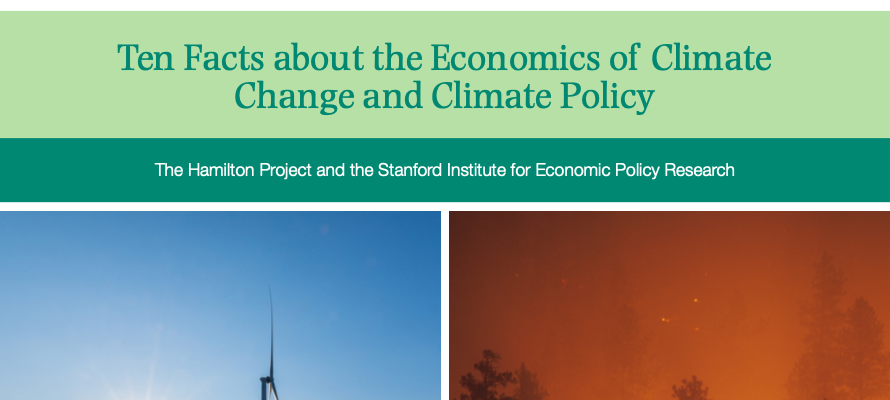 Ten Facts about the Economics of Climate
Change and Climate Policy
The Hamilton Project and the Stanford Institute for Economic Policy Research